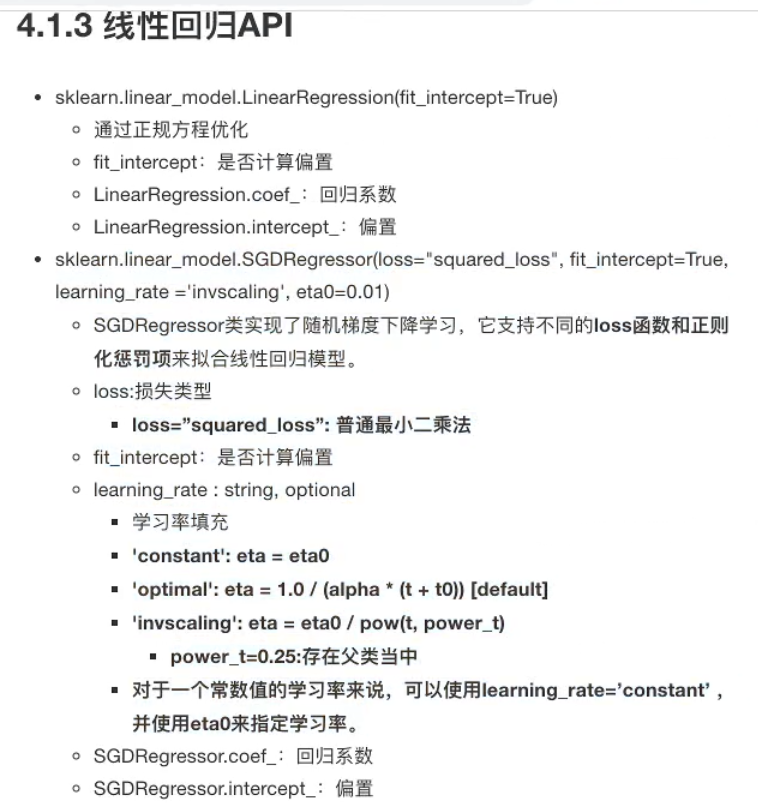 4.1.3 线性回归API
• sklearn.linear_model.LinearRegression(fit_intercept=True)
◦ 通过正规方程优化
◦ fit_intercept：是否计算偏置
◦ LinearRegression.coef_：回归系数
◦ LinearRegression.intercept_：偏置
• sklearn.linear_model.SGDRegressor(loss="squared_loss", fit_intercept=True,
learning_rate ='invscaling', eta0=0.01)
◦ SGDRegressor类实现了随机梯度下降学习，它支持不同的loss函数和正则
化惩罚项来拟合线性回归模型。
◦ loss:损失类型
▪ loss=”squared_loss”: 普通最小二乘法
◦ fit_intercept：是否计算偏置
◦ learning_rate : string, optional
▪ 学习率填充
▪ 'constant': eta = eta0
▪ 'optimal': eta = 1.0 / (alpha * (t + t0)) [default]
▪ 'invscaling': eta = eta0 / pow(t, power_t)
▪ power_t=0.25:存在父类当中
▪ 对于一个常数值的学习率来说，可以使用learning_rate=’constant’ ，
并使用eta0来指定学习率。
◦ SGDRegressor.coef_：回归系数
◦ SGDRegressor.intercept_：偏置